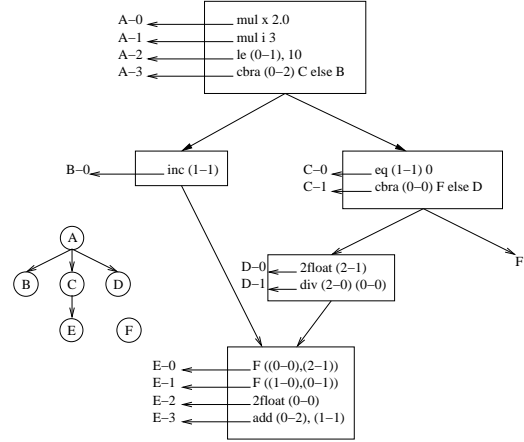 A–0 mul x 2.0
A–1 mul i 3
A–2 le (0–1), 10
A–3 cbra (0–2) C else B
B–0 inc (1–1)
C–0 eq (1–1) 0
C–1 cbra (0–0) F else D
A
B C D
E F
D–0 2float (2–1)
D–1 div (2–0) (0–0)
F
E–0 F ((0–0),(2–1))
E–1 F ((1–0),(0–1))
E–2 2float (0–0)
E–3 add (0–2), (1–1)